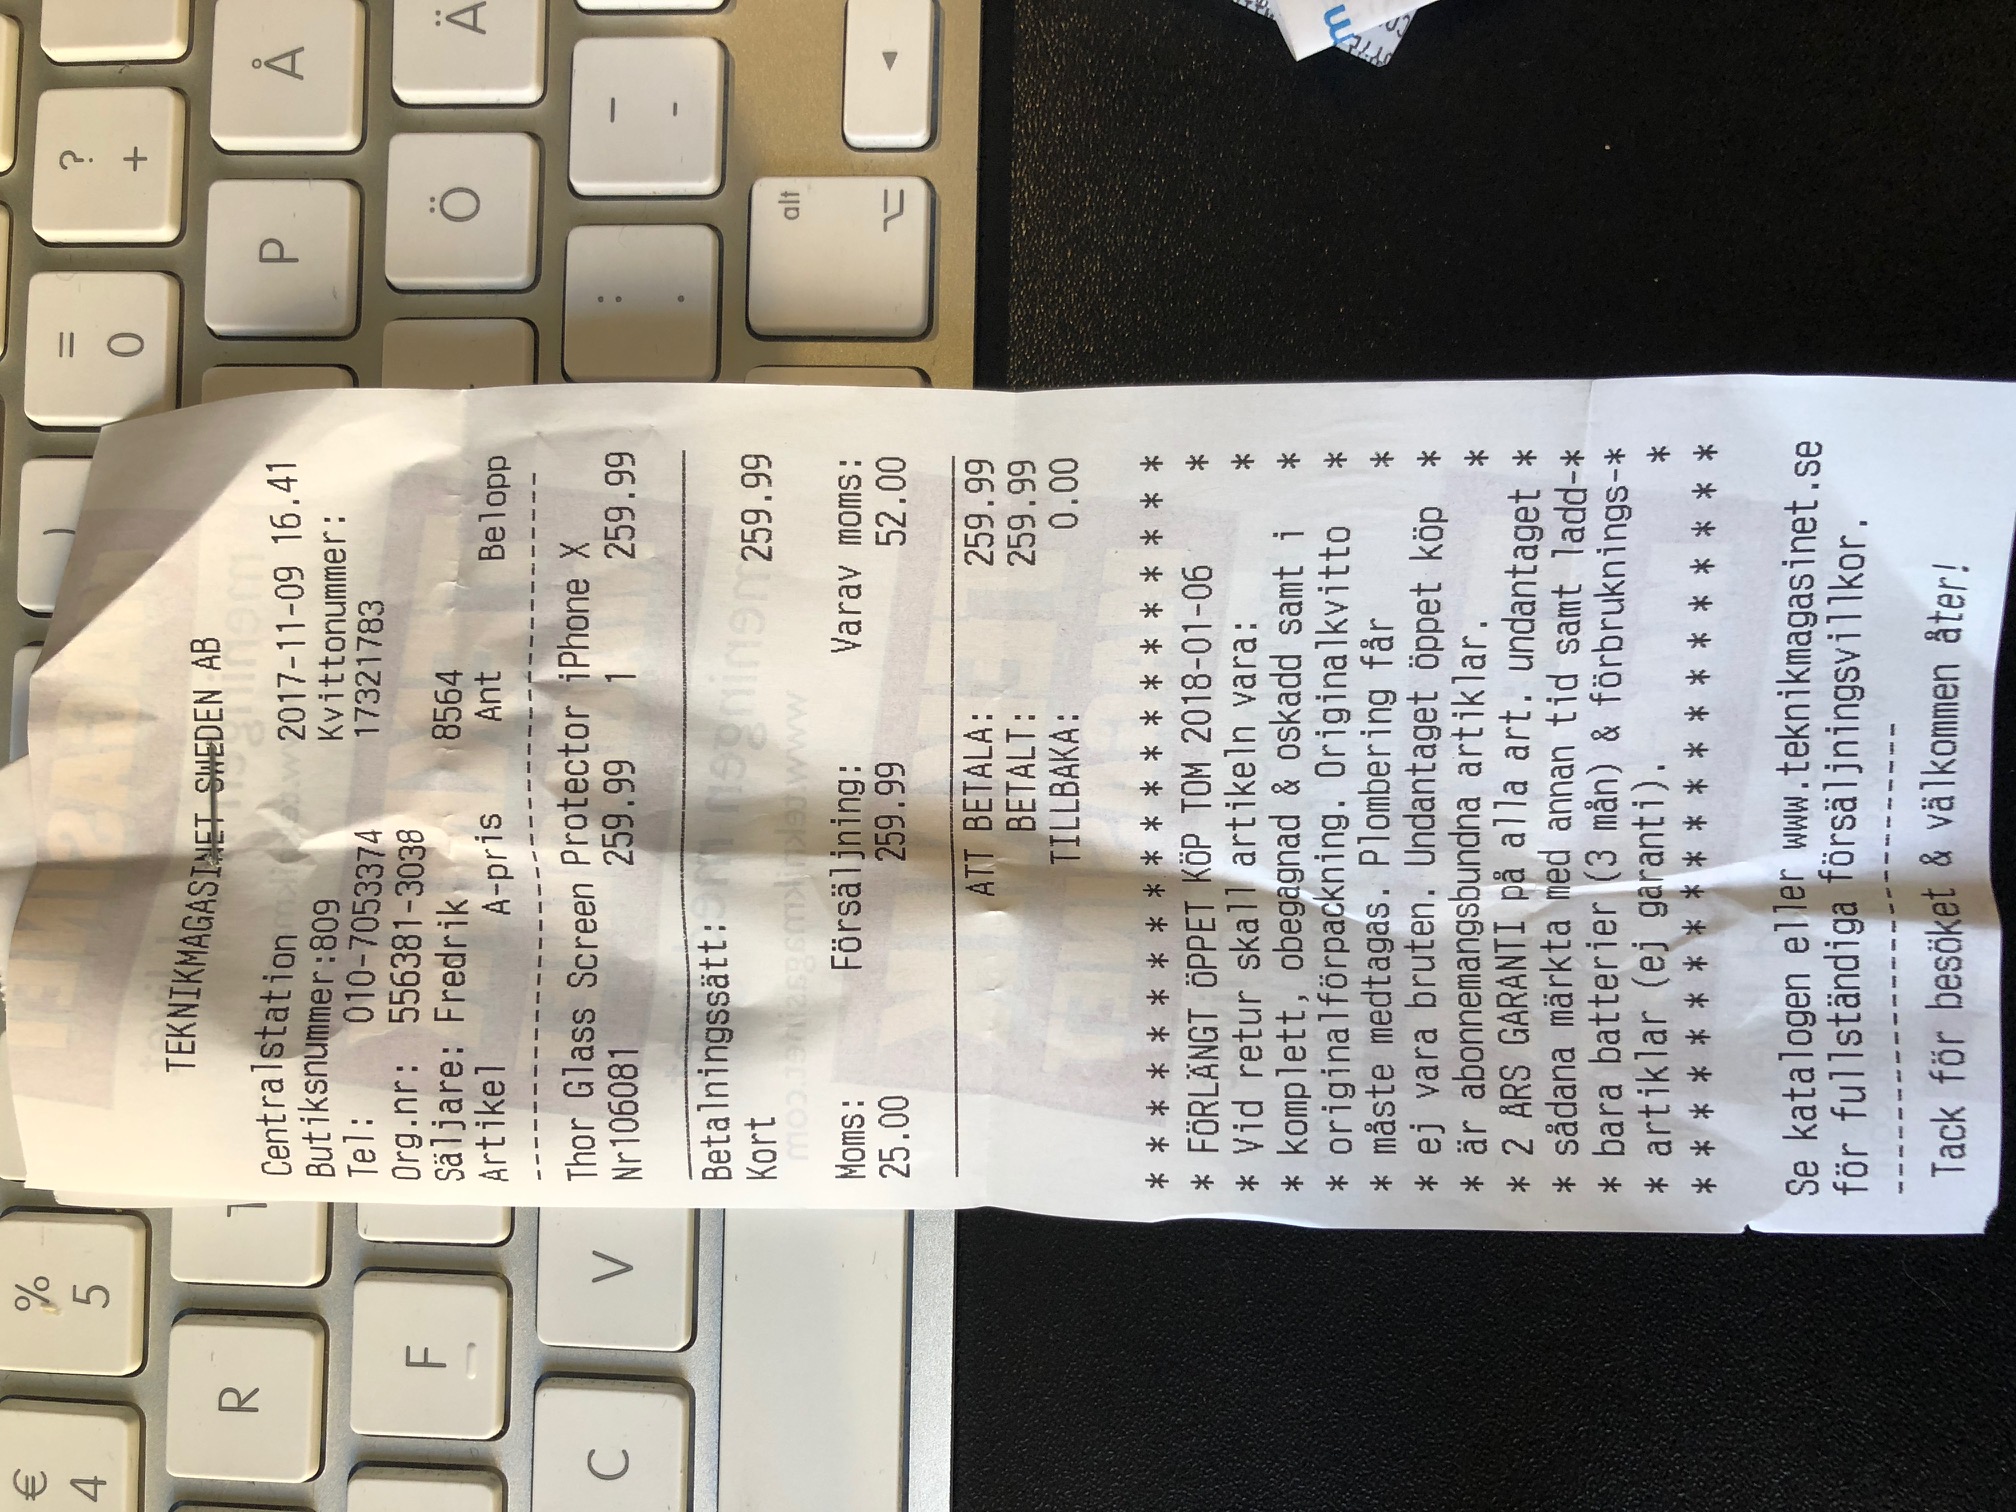 TEKNIKMAGASINET SWEDEN AB
Centralstation 2017-11-09 16.41
Butiksnummer:809 Kvittonummer:
Tel: 010-7053374 17321783
Org.nr: 556381-3038
Säljare: Fredrik 8564
Artikel A-pris Ant Belopp
Thor Glass Screen Protector iPhone X
Nr106081 259.99 1 259.99
Betalningssätt:
Kort 259.99
Moms: Försäljning: Varav moms:
25.00 259.99 52.00
ATT BETALA: 259.99
BETALT: 259.99
TILLBAKA: 0.00
* * * * * * * * * * * * * * * * * * * * *
* FÖRLÄNGT ÖPPET KÖP TOM 2018-01-06 *
* Vid retur skall artikeln vara: *
* komplett, obegagnad & oskadd samt i *
* originalförpackning. Originalkvitto *
* måste medtagas. Plombering får *
* ej vara bruten. Undantaget öppet köp *
* är abonnemangsbundna artiklar. *
* 2 ÅRS GARANTI på alla art. undantaget *
* sådana märkta med annan tid samt ladd-*
* bara batterier (3 mån) & förbruknings-*
* artiklar (ej garanti). *
* * * * * * * * * * * * * * * * * * * * *
Se katalogen eller www.teknikmagasinet.se
för fullständiga försäljningsvillkor.
Tack för besöket & välkommen åter!
€
4
%
5
)
=
0
?
+
R
P
Å
F
Ö
Ä
C
V
:
.
–
-
alt
⌥
◄
m